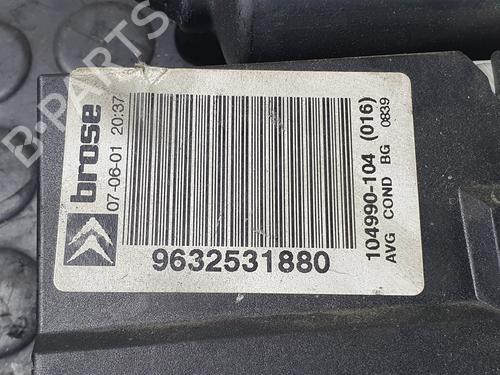 brose
07-06-01 20:37
9632531880
104990-104 (016)
AVG COND BG 0839
B-PARTS